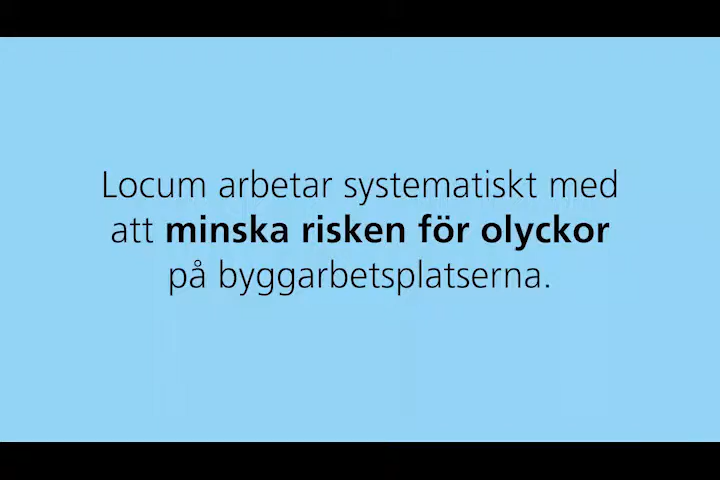 Locum arbetar systematiskt med
att minska risken för olyckor
på byggarbetsplatserna.